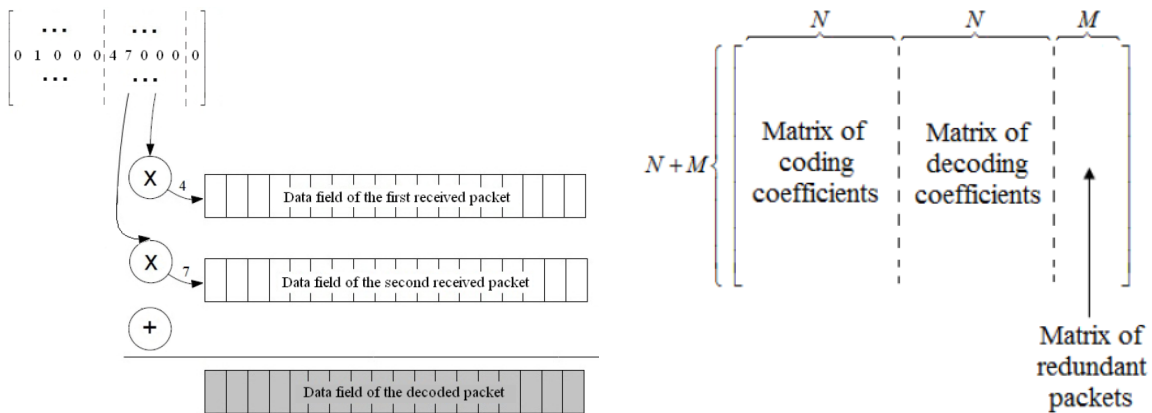 ... ...
0 1 0 0 0 4 7 0 0 0 0
... ...
X
4
Data field of the first received packet
X
7
Data field of the second received packet
+
Data field of the decoded packet
N N M
N + M
Matrix of
coding
coefficients
Matrix of
decoding
coefficients
Matrix of
redundant
packets